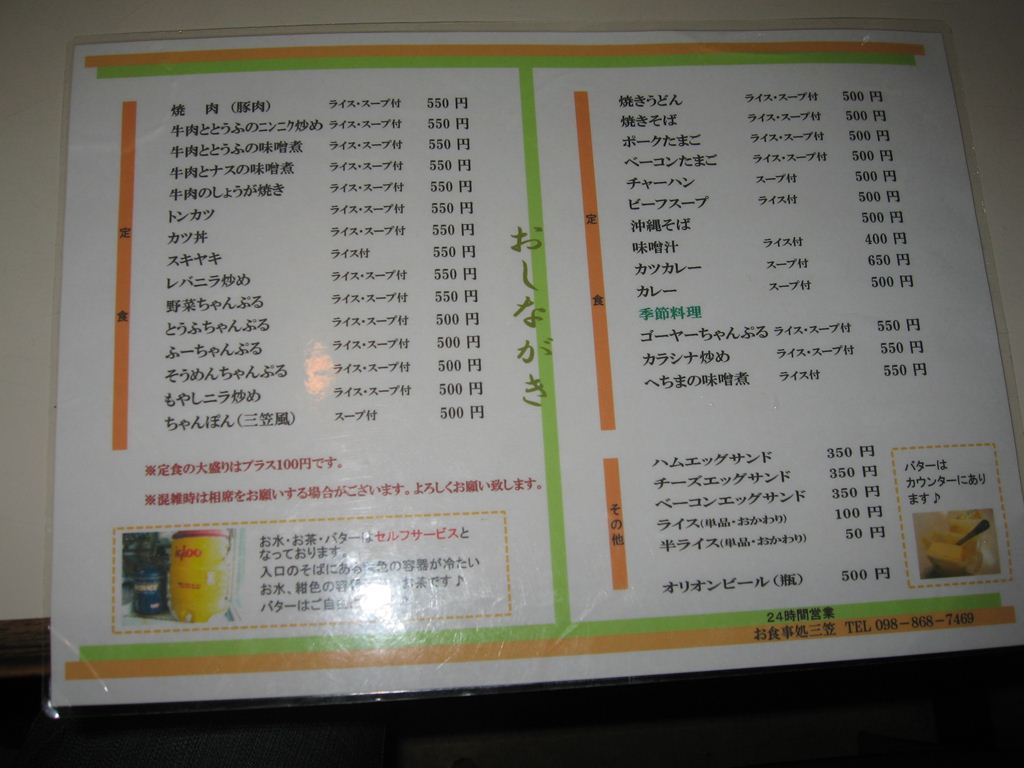 おしながき
定食
焼　肉（豚肉） ライス・スープ付 550 円
牛肉ととうふのニンニク炒め ライス・スープ付 550 円
牛肉ととうふの味噌煮 ライス・スープ付 550 円
牛肉とナスの味噌煮 ライス・スープ付 550 円
牛肉のしょうが焼き ライス・スープ付 550 円
トンカツ ライス・スープ付 550 円
カツ丼 ライス・スープ付 550 円
スキヤキ ライス付 550 円
レバニラ炒め ライス・スープ付 550 円
野菜ちゃんぷる ライス・スープ付 550 円
とうふちゃんぷる ライス・スープ付 500 円
ふーちゃんぷる ライス・スープ付 500 円
そうめんちゃんぷる ライス・スープ付 500 円
もやしニラ炒め ライス・スープ付 500 円
ちゃんぽん（三笠風） スープ付 500 円
※定食の大盛りはプラス100円です。
※混雑時は相席をお願いする場合がございます。よろしくお願い致します。
igloo
お水・お茶・バターはセルフサービスと
なっております。
入口のそばにある 色の容器が冷たい
お水、紺色の容 お茶です♪
バターはご自
定食
焼きうどん ライス・スープ付 500 円
焼きそば ライス・スープ付 500 円
ポークたまご ライス・スープ付 500 円
ベーコンたまご ライス・スープ付 500 円
チャーハン スープ付 500 円
ビーフスープ ライス付 500 円
沖縄そば 500 円
味噌汁 ライス付 400 円
カツカレー スープ付 650 円
カレー スープ付 500 円
季節料理
ゴーヤーちゃんぷる ライス・スープ付 550 円
カラシナ炒め ライス・スープ付 550 円
へちまの味噌煮 ライス付 550 円
その他
ハムエッグサンド 350 円
チーズエッグサンド 350 円
ベーコンエッグサンド 350 円
ライス（単品・おかわり） 100 円
半ライス（単品・おかわり） 50 円
オリオンビール（瓶） 500 円
バターは
カウンターにあり
ます♪
24時間営業
お食事処三笠 TEL 098-868-7469